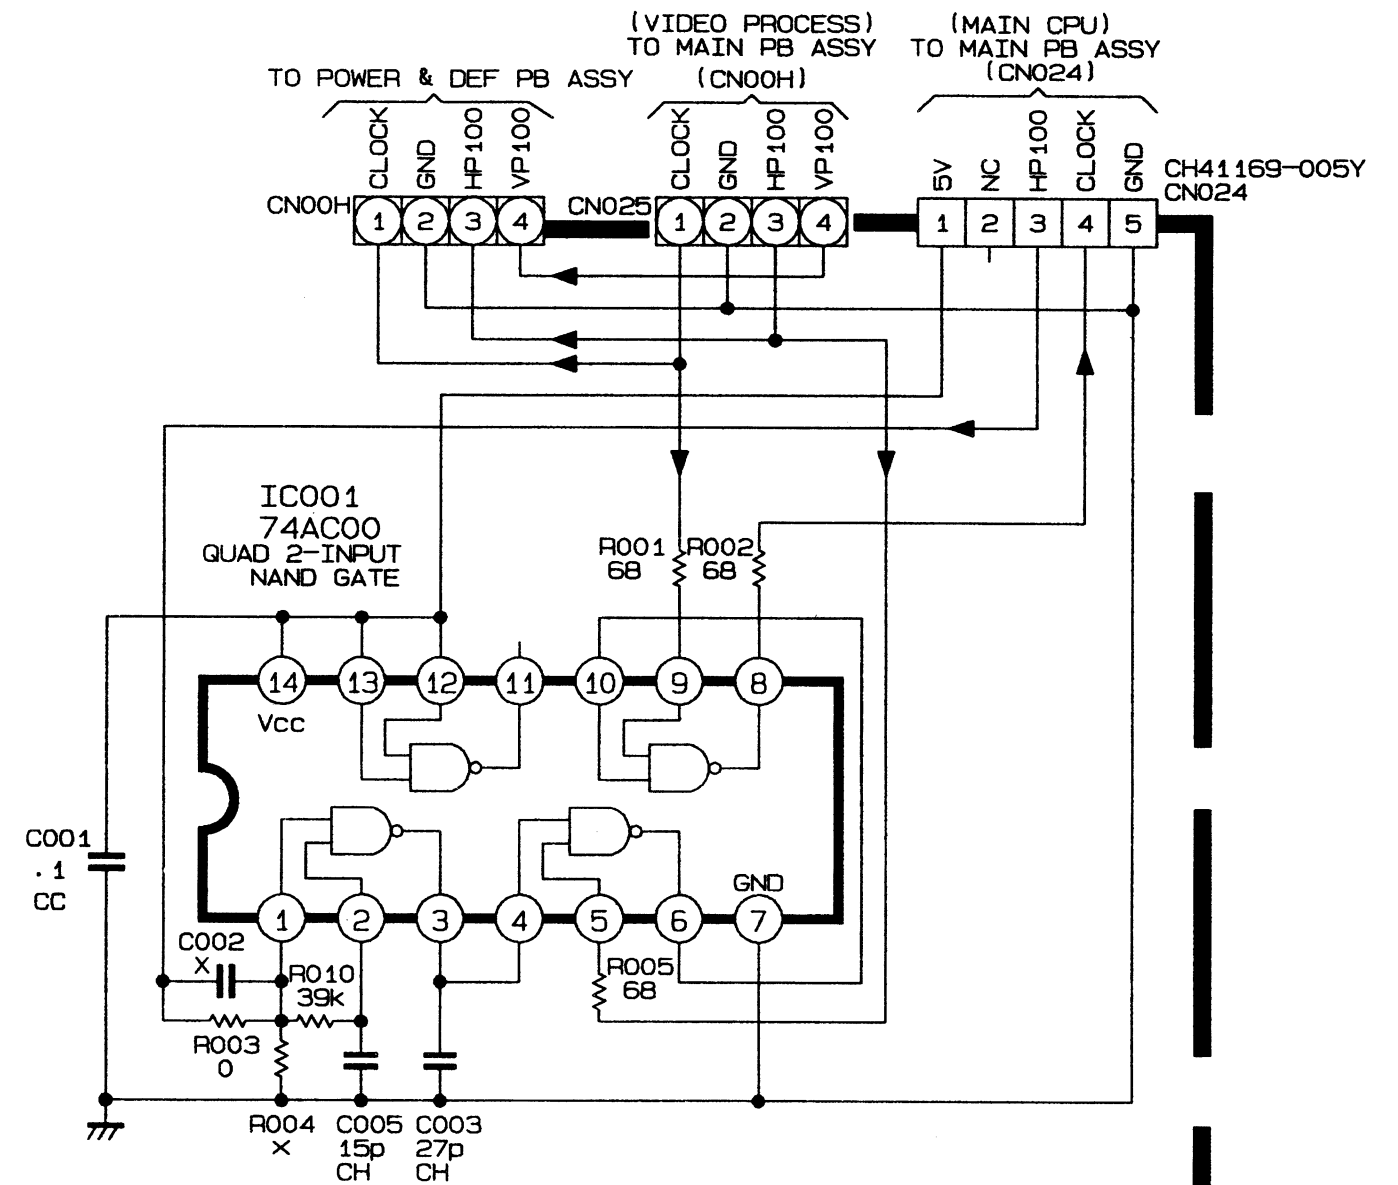 (VIDEO PROCESS)
TO MAIN PB ASSY
(CN00H)
(MAIN CPU)
TO MAIN PB ASSY
(CN024)
TO POWER & DEF PB ASSY
CLOCK
GND
HP100
VP100
CLOCK
GND
HP100
VP100
5V
NC
HP100
CLOCK
GND
CH41169-005Y
CN024
CN00H
1 2 3 4
CN025
1 2 3 4
1 2 3 4 5
IC001
74AC00
QUAD 2-INPUT
NAND GATE
R001
68
R002
68
14 13 12 11 10 9 8
Vcc
C001
.1
CC
GND
1 2 3 4 5 6 7
C002
X
R010
39k
R005
68
R003
0
R004
X
C005
15p
CH
C003
27p
CH